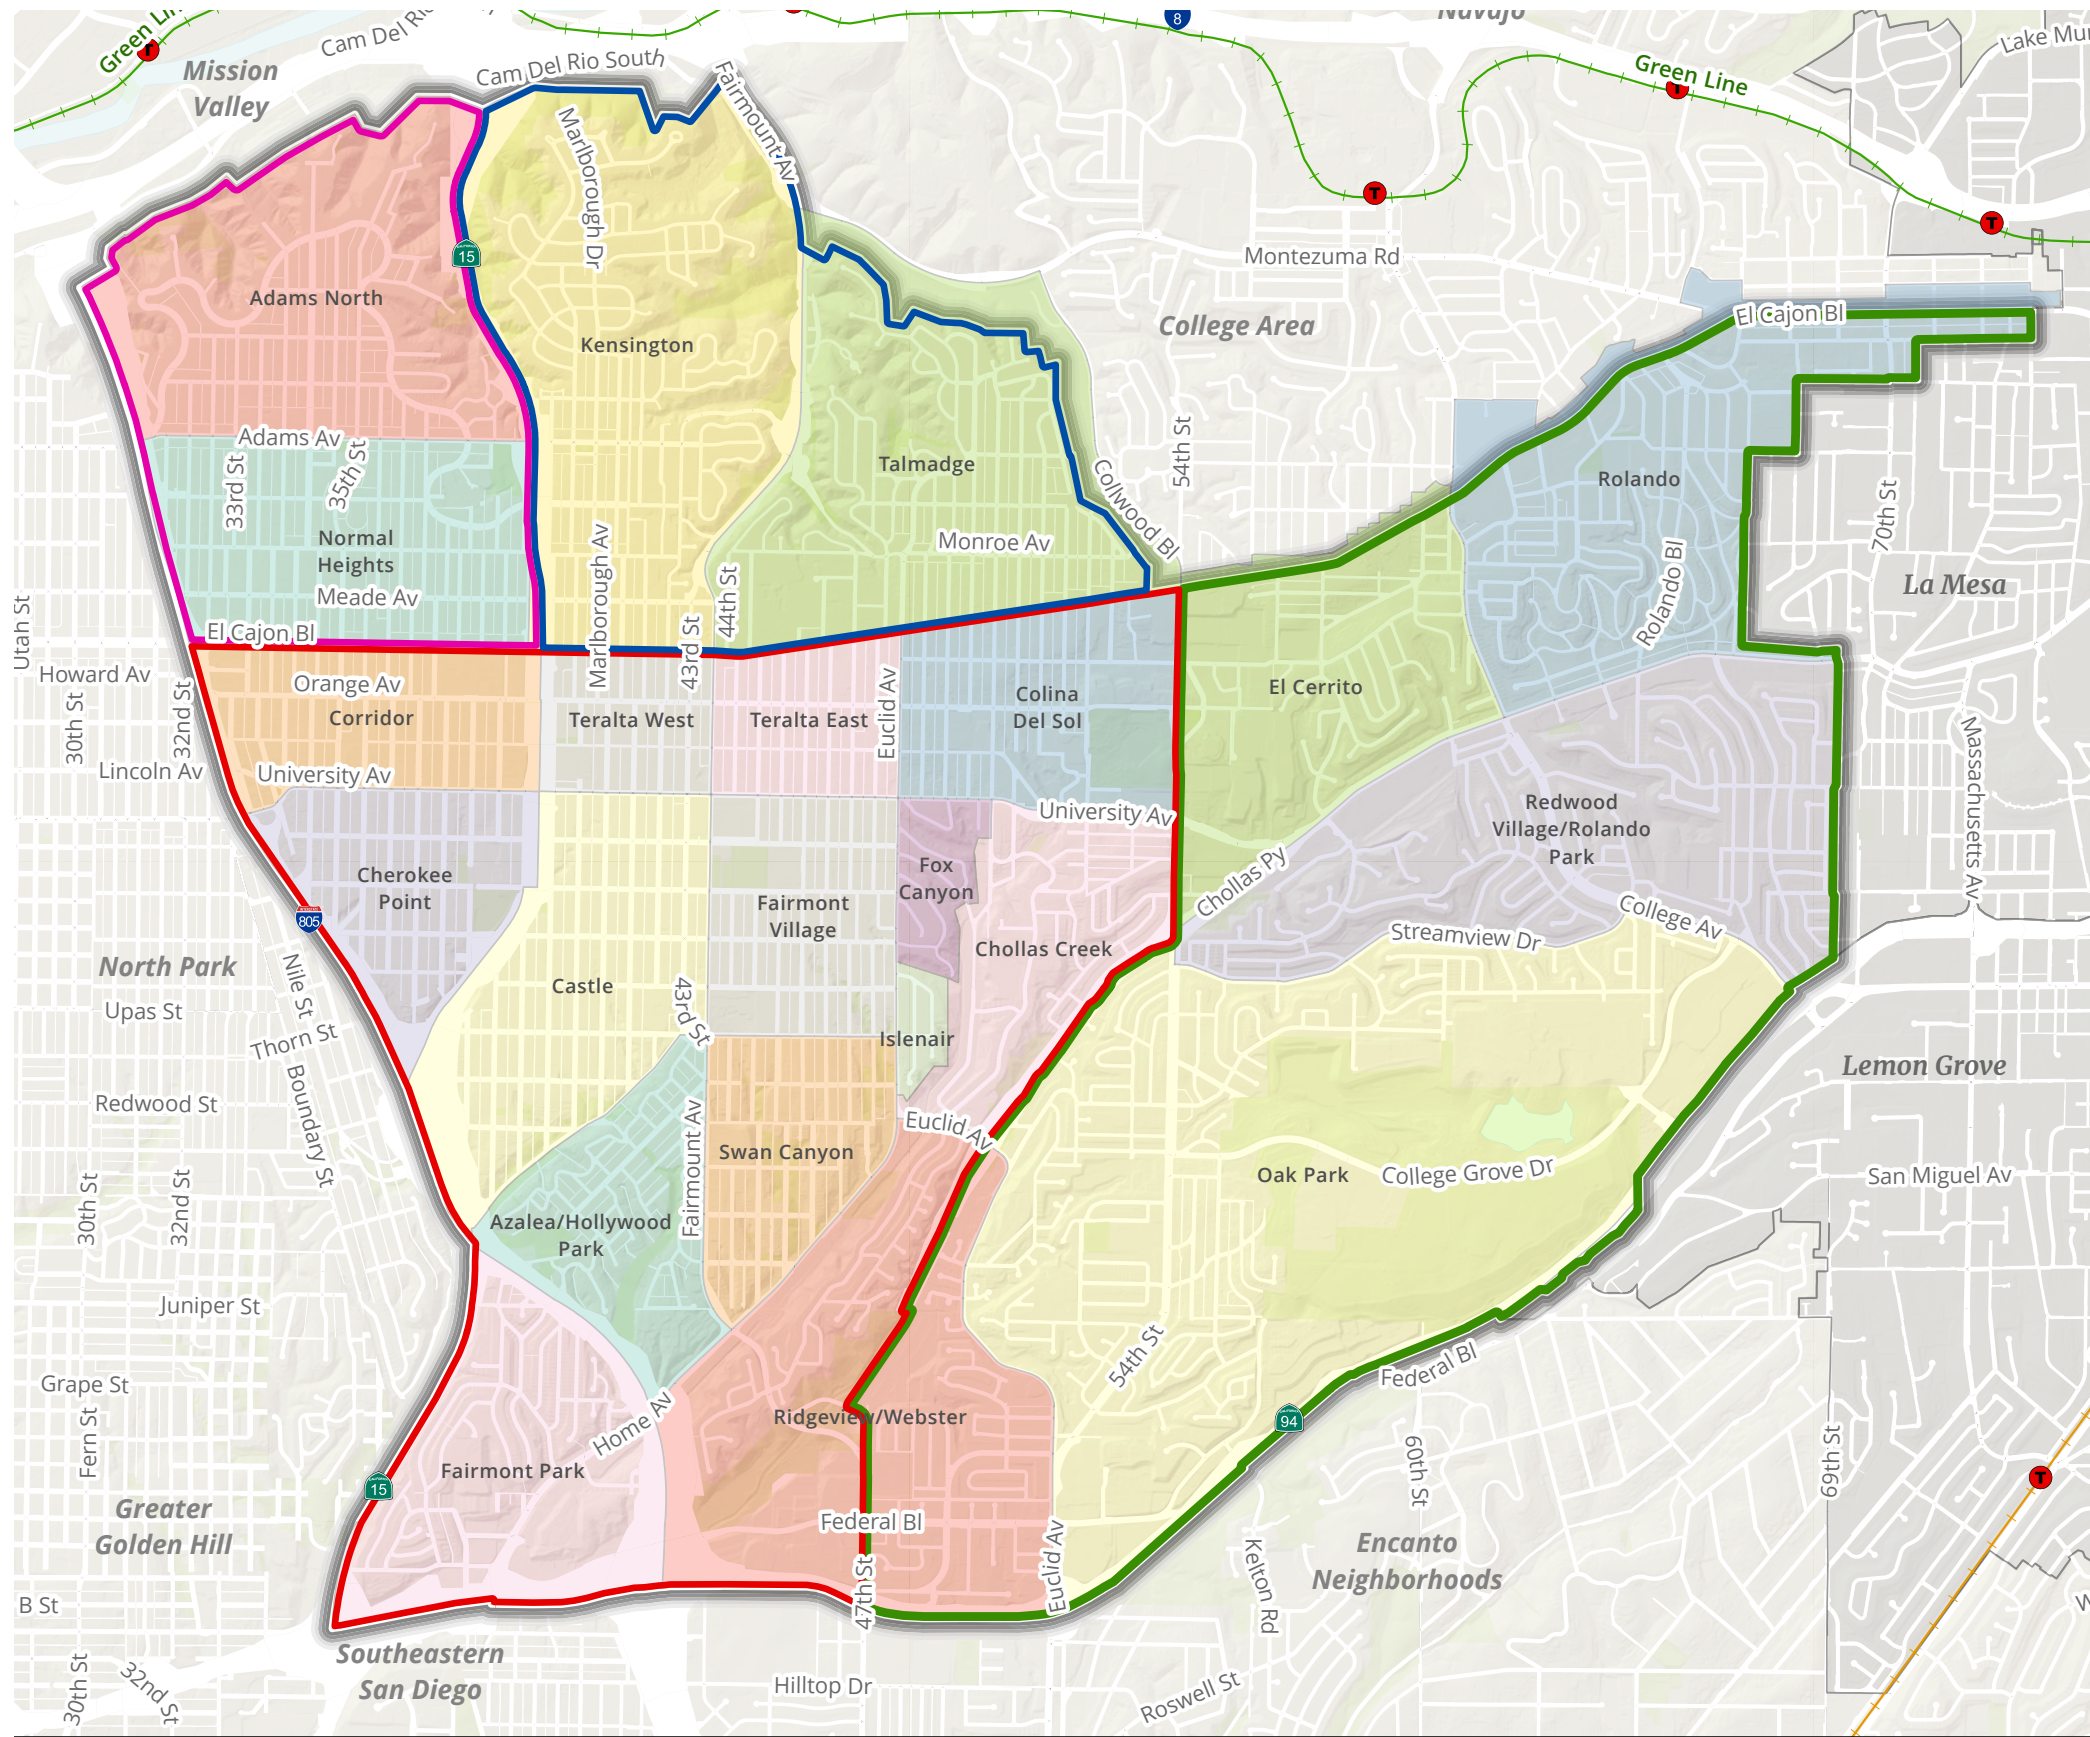 Green Line
Mission
Valley
Cam Del Rio South
Fairmount Av
8
Navajo
Green Line
Lake Mur
Marlborough Dr
15
Adams North
Kensington
Montezuma Rd
College Area
El Cajon Bl
Adams Av
33rd St
35th St
Normal
Heights
Meade Av
El Cajon Bl
Talmadge
Monroe Av
Collwood Bl
54th St
Rolando
Rolando Bl
70th St
La Mesa
Utah St
Howard Av
30th St
32nd St
Lincoln Av
Orange Av
Corridor
University Av
Marlborough Av
43rd St
44th St
Teralta West
Teralta East
Euclid Av
Colina
Del Sol
El Cerrito
University Av
Massachusetts Av
Redwood
Village/Rolando
Park
Cherokee
Point
805
Fairmont
Village
Fox
Canyon
Chollas Creek
Chollas Py
Streamview Dr
College Av
North Park
Nile St
Upas St
Thorn St
Boundary St
Redwood St
Castle
43rd St
Islenair
Lemon Grove
Euclid Av
Fairmount Av
Swan Canyon
Oak Park
College Grove Dr
San Miguel Av
30th St
32nd St
Azalea/Hollywood
Park
Juniper St
54th St
Federal Bl
Grape St
Fern St
Home Av
Ridgeview/Webster
94
60th St
69th St
Fairmont Park
15
Greater
Golden Hill
Federal Bl
Euclid Av
47th St
Kelton Rd
Encanto
Neighborhoods
B St
Southeastern
San Diego
30th St
32nd St
Hilltop Dr
Roswell St